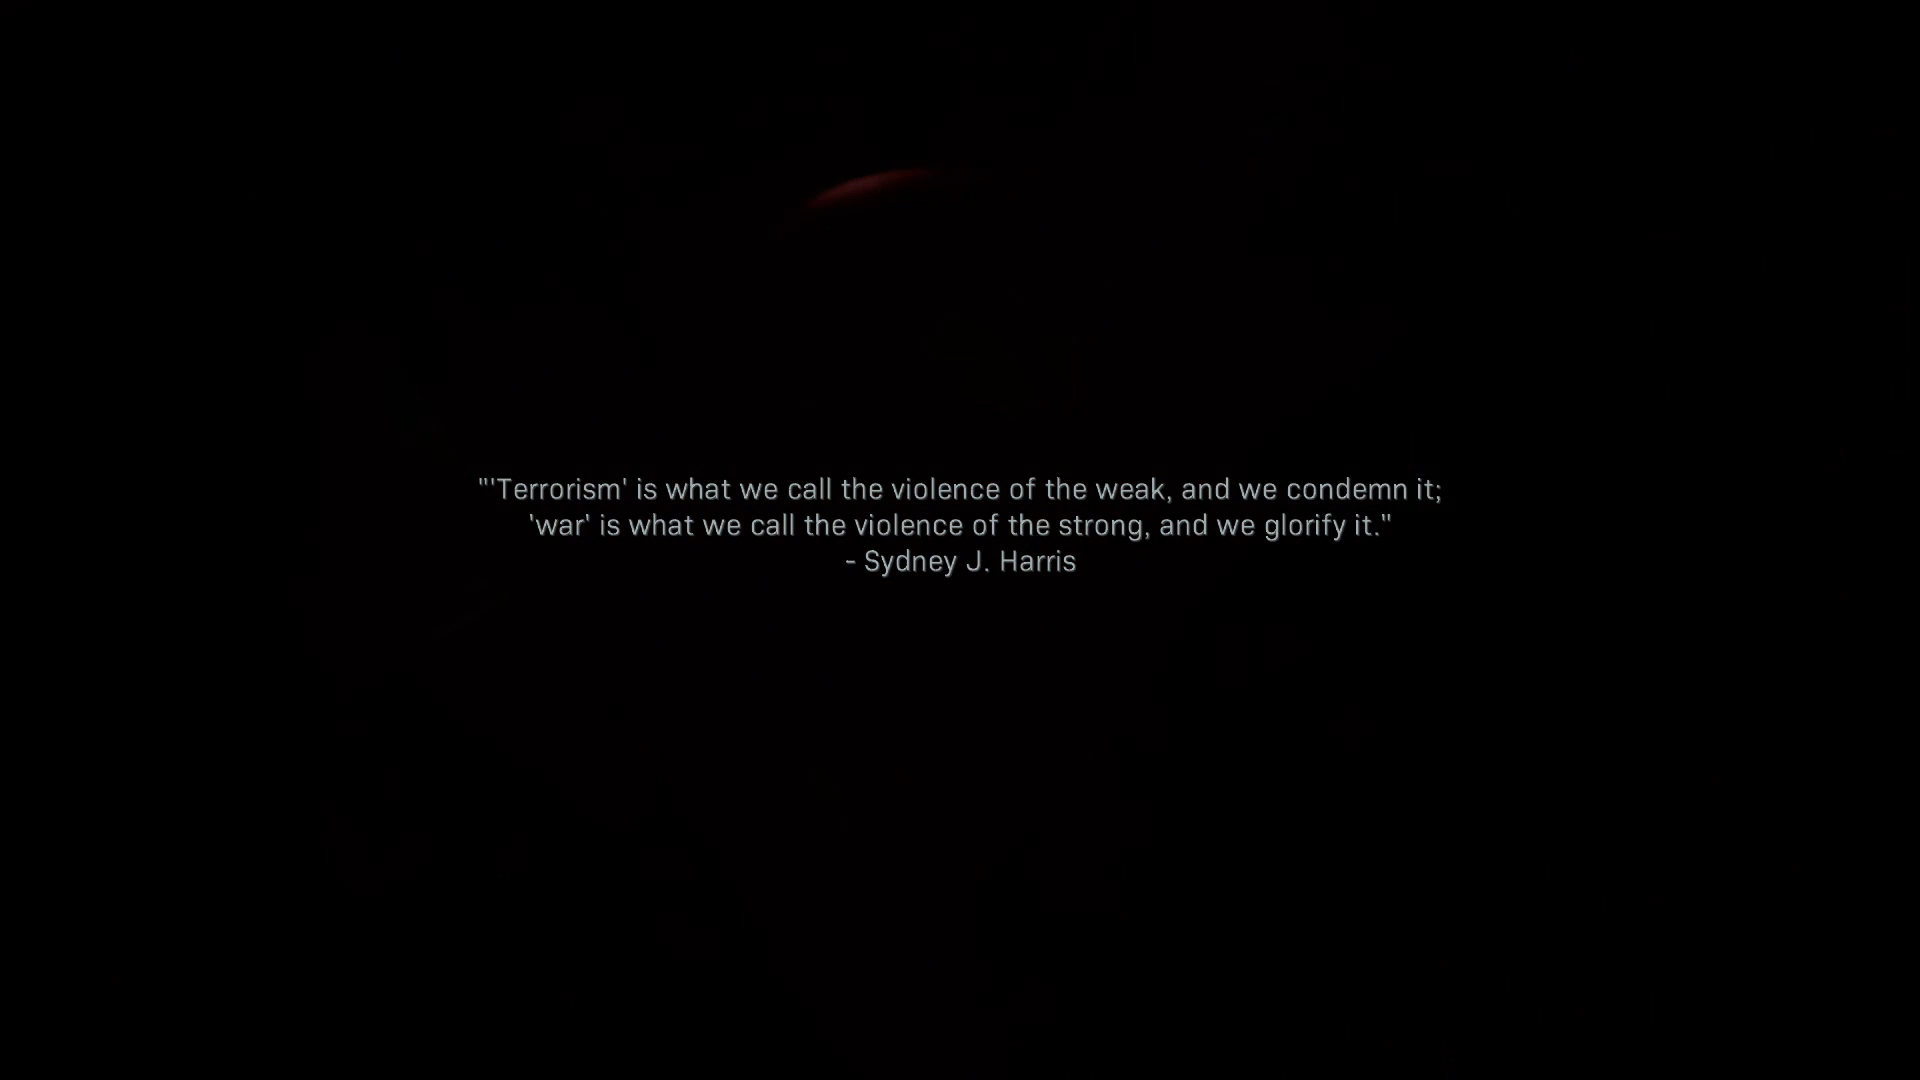 "'Terrorism' is what we call the violence of the weak, and we condemn it;
'war' is what we call the violence of the strong, and we glorify it."
- Sydney J. Harris